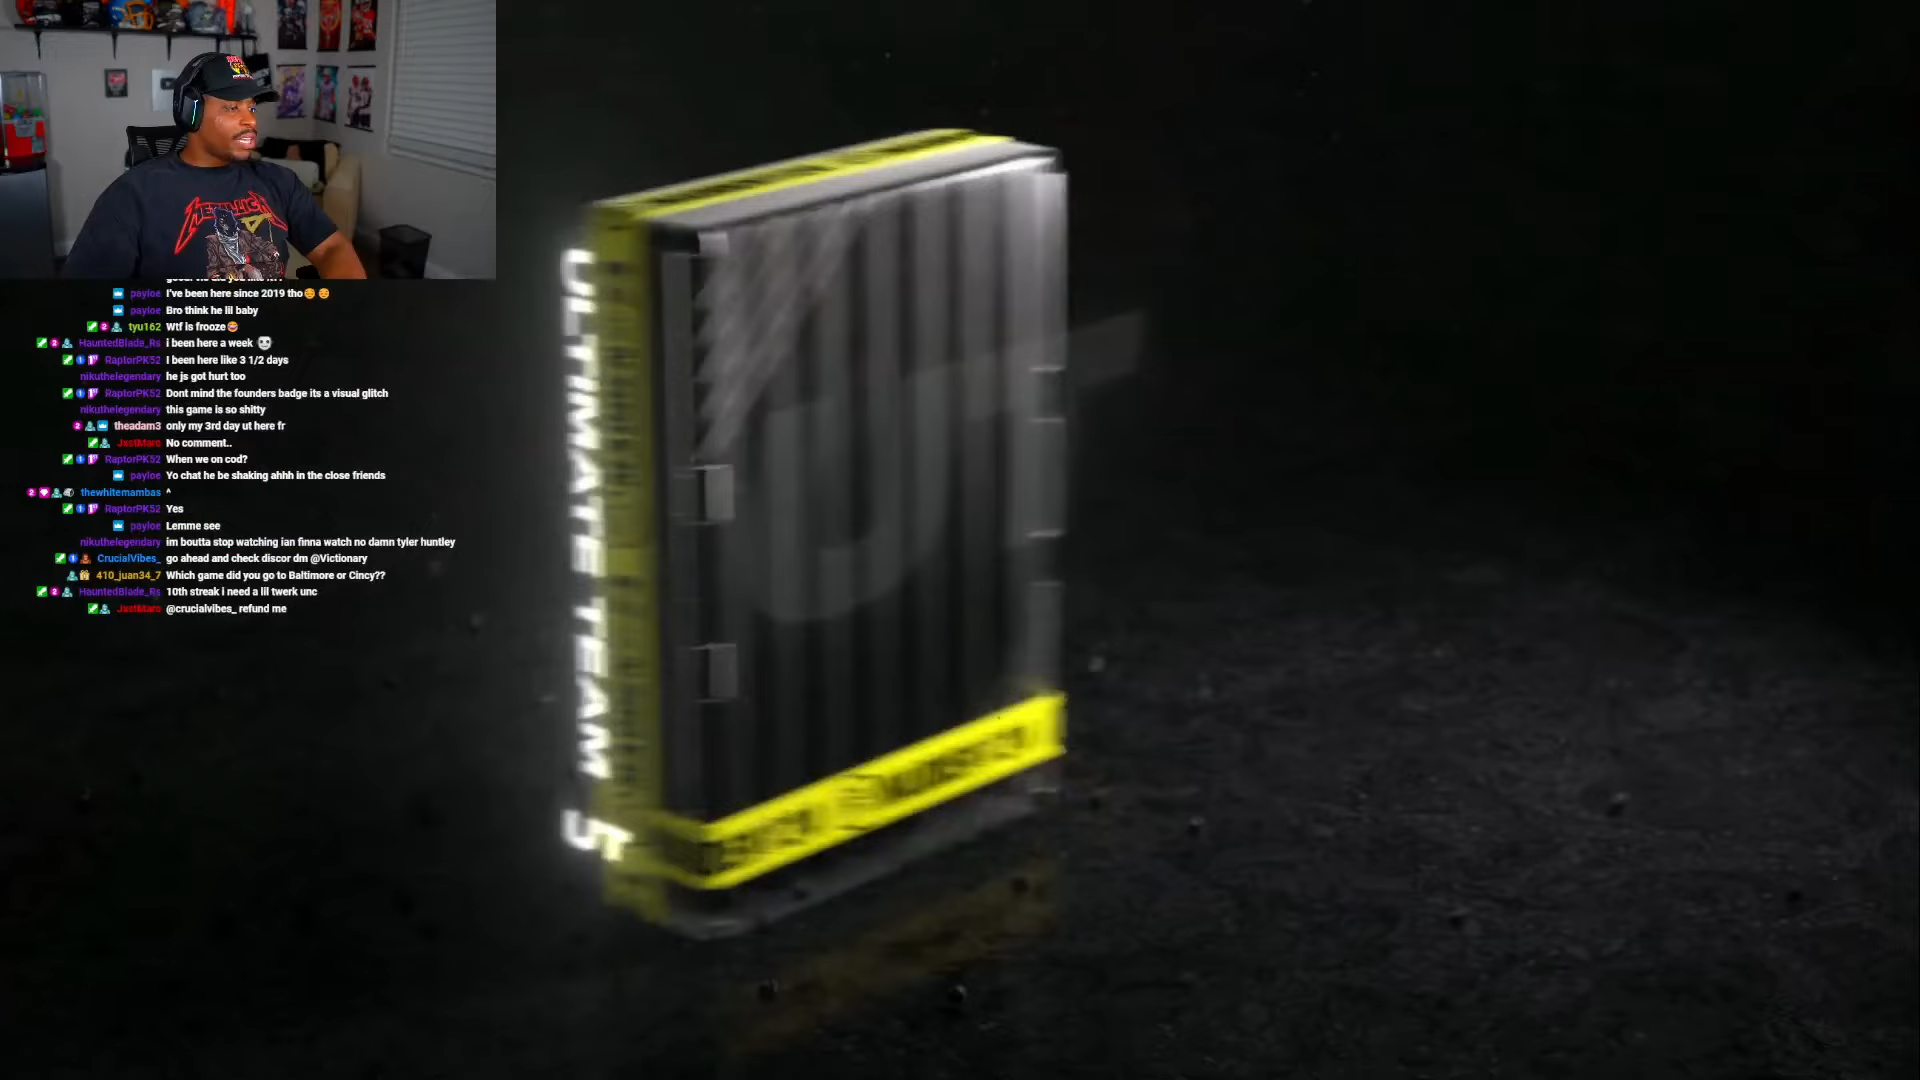 I've been here since 2019 tho
payloe
payloe Bro think he lil baby
tyu162 Wtf is frooze
HauntedBlade_Rs i been here a week
RaptorPK52 I been here like 3 1/2 days
nikuthelegendary he js got hurt too
RaptorPK52 Dont mind the founders badge its a visual glitch
nikuthelegendary this game is so shitty
theadam3 only my 3rd day ut here fr
JxstMaro No comment..
RaptorPK52 When we on cod?
payloe Yo chat he be shaking ahhh in the close friends
thewhitemambas ^
RaptorPK52 Yes
payloe Lemme see
nikuthelegendary im boutta stop watching ian finna watch no damn tyler huntley
CrucialVibes_ go ahead and check discor dm @Victionary
410_juan34_7 Which game did you go to Baltimore or Cincy??
HauntedBlade_Rs 10th streak i need a lil twerk unc
JxstMaro @crucialvibes_ refund me
ULTIMATE TEAM